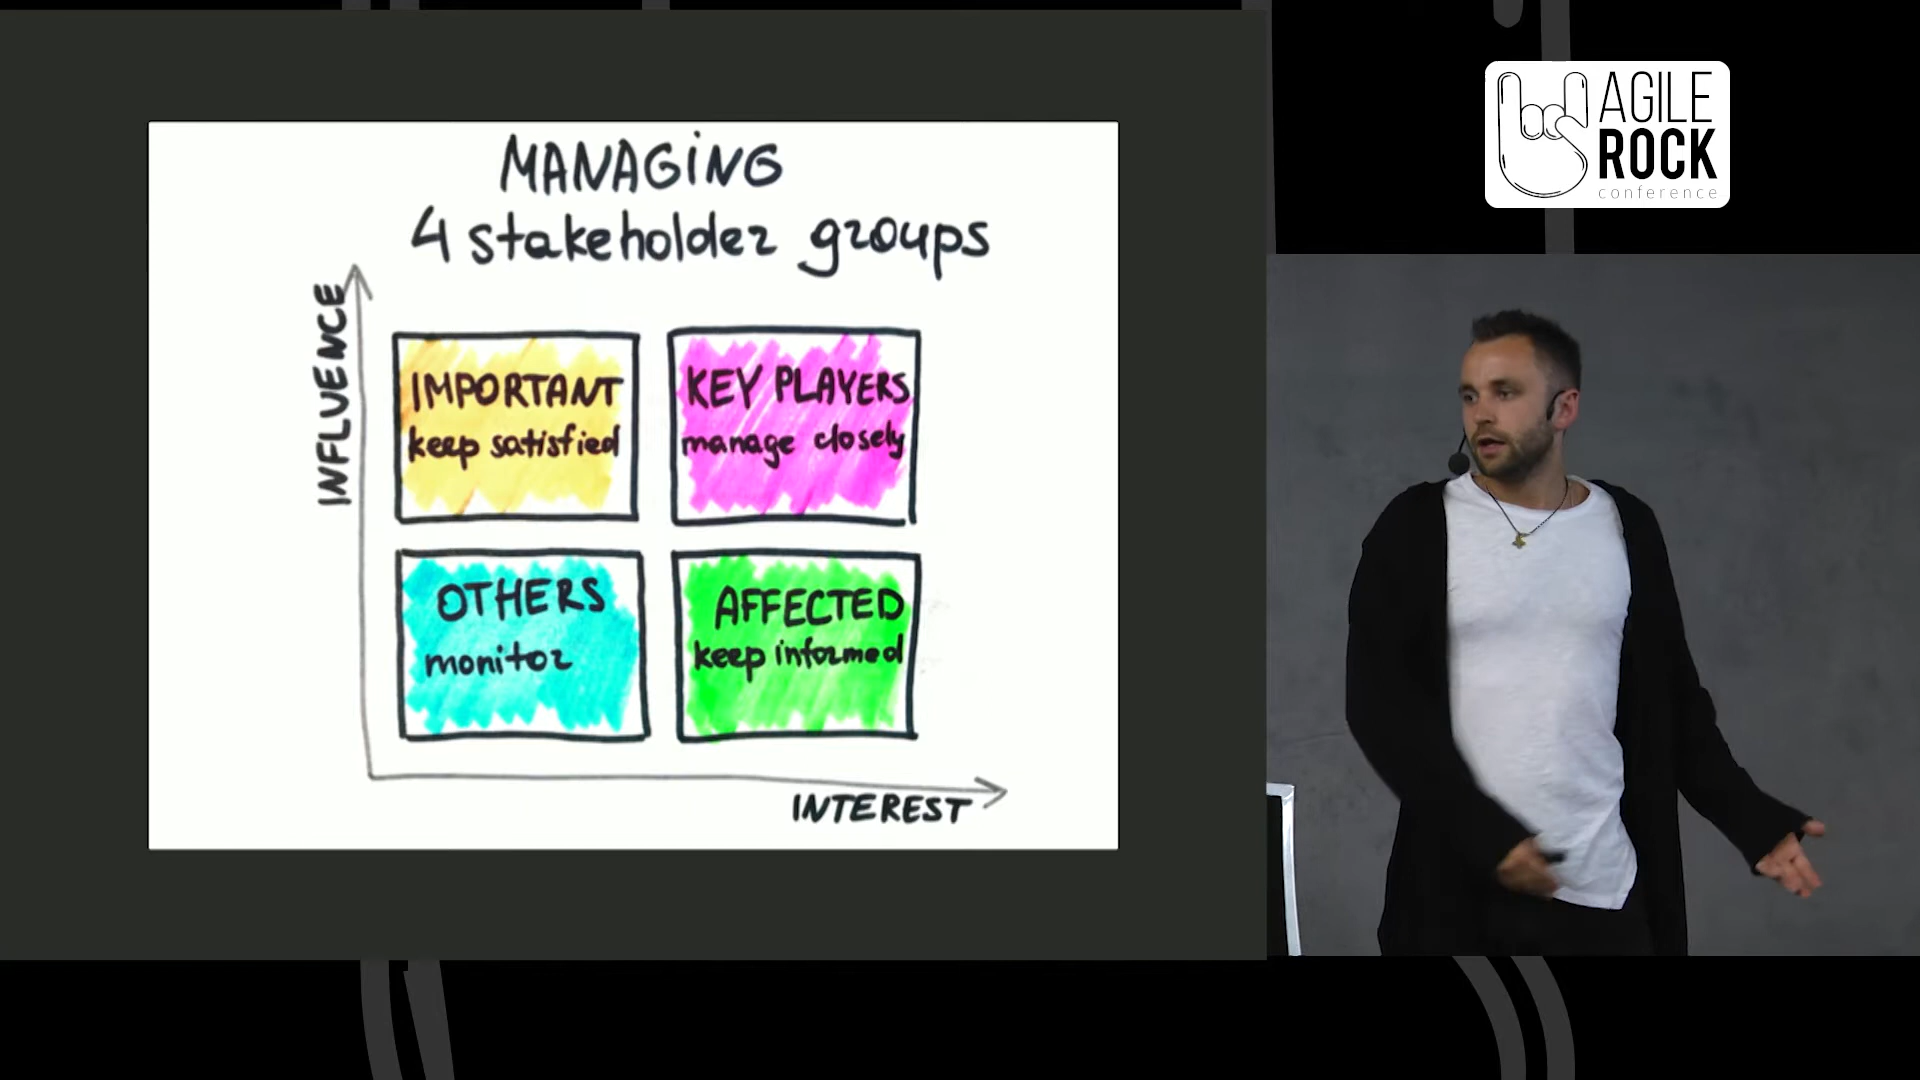 MANAGING
4 stakeholder groups
INFLUENCE
IMPORTANT
keep satisfied
KEY PLAYERS
manage closely
OTHERS
monitor
AFFECTED
keep informed
INTEREST
AGILE
ROCK
conference